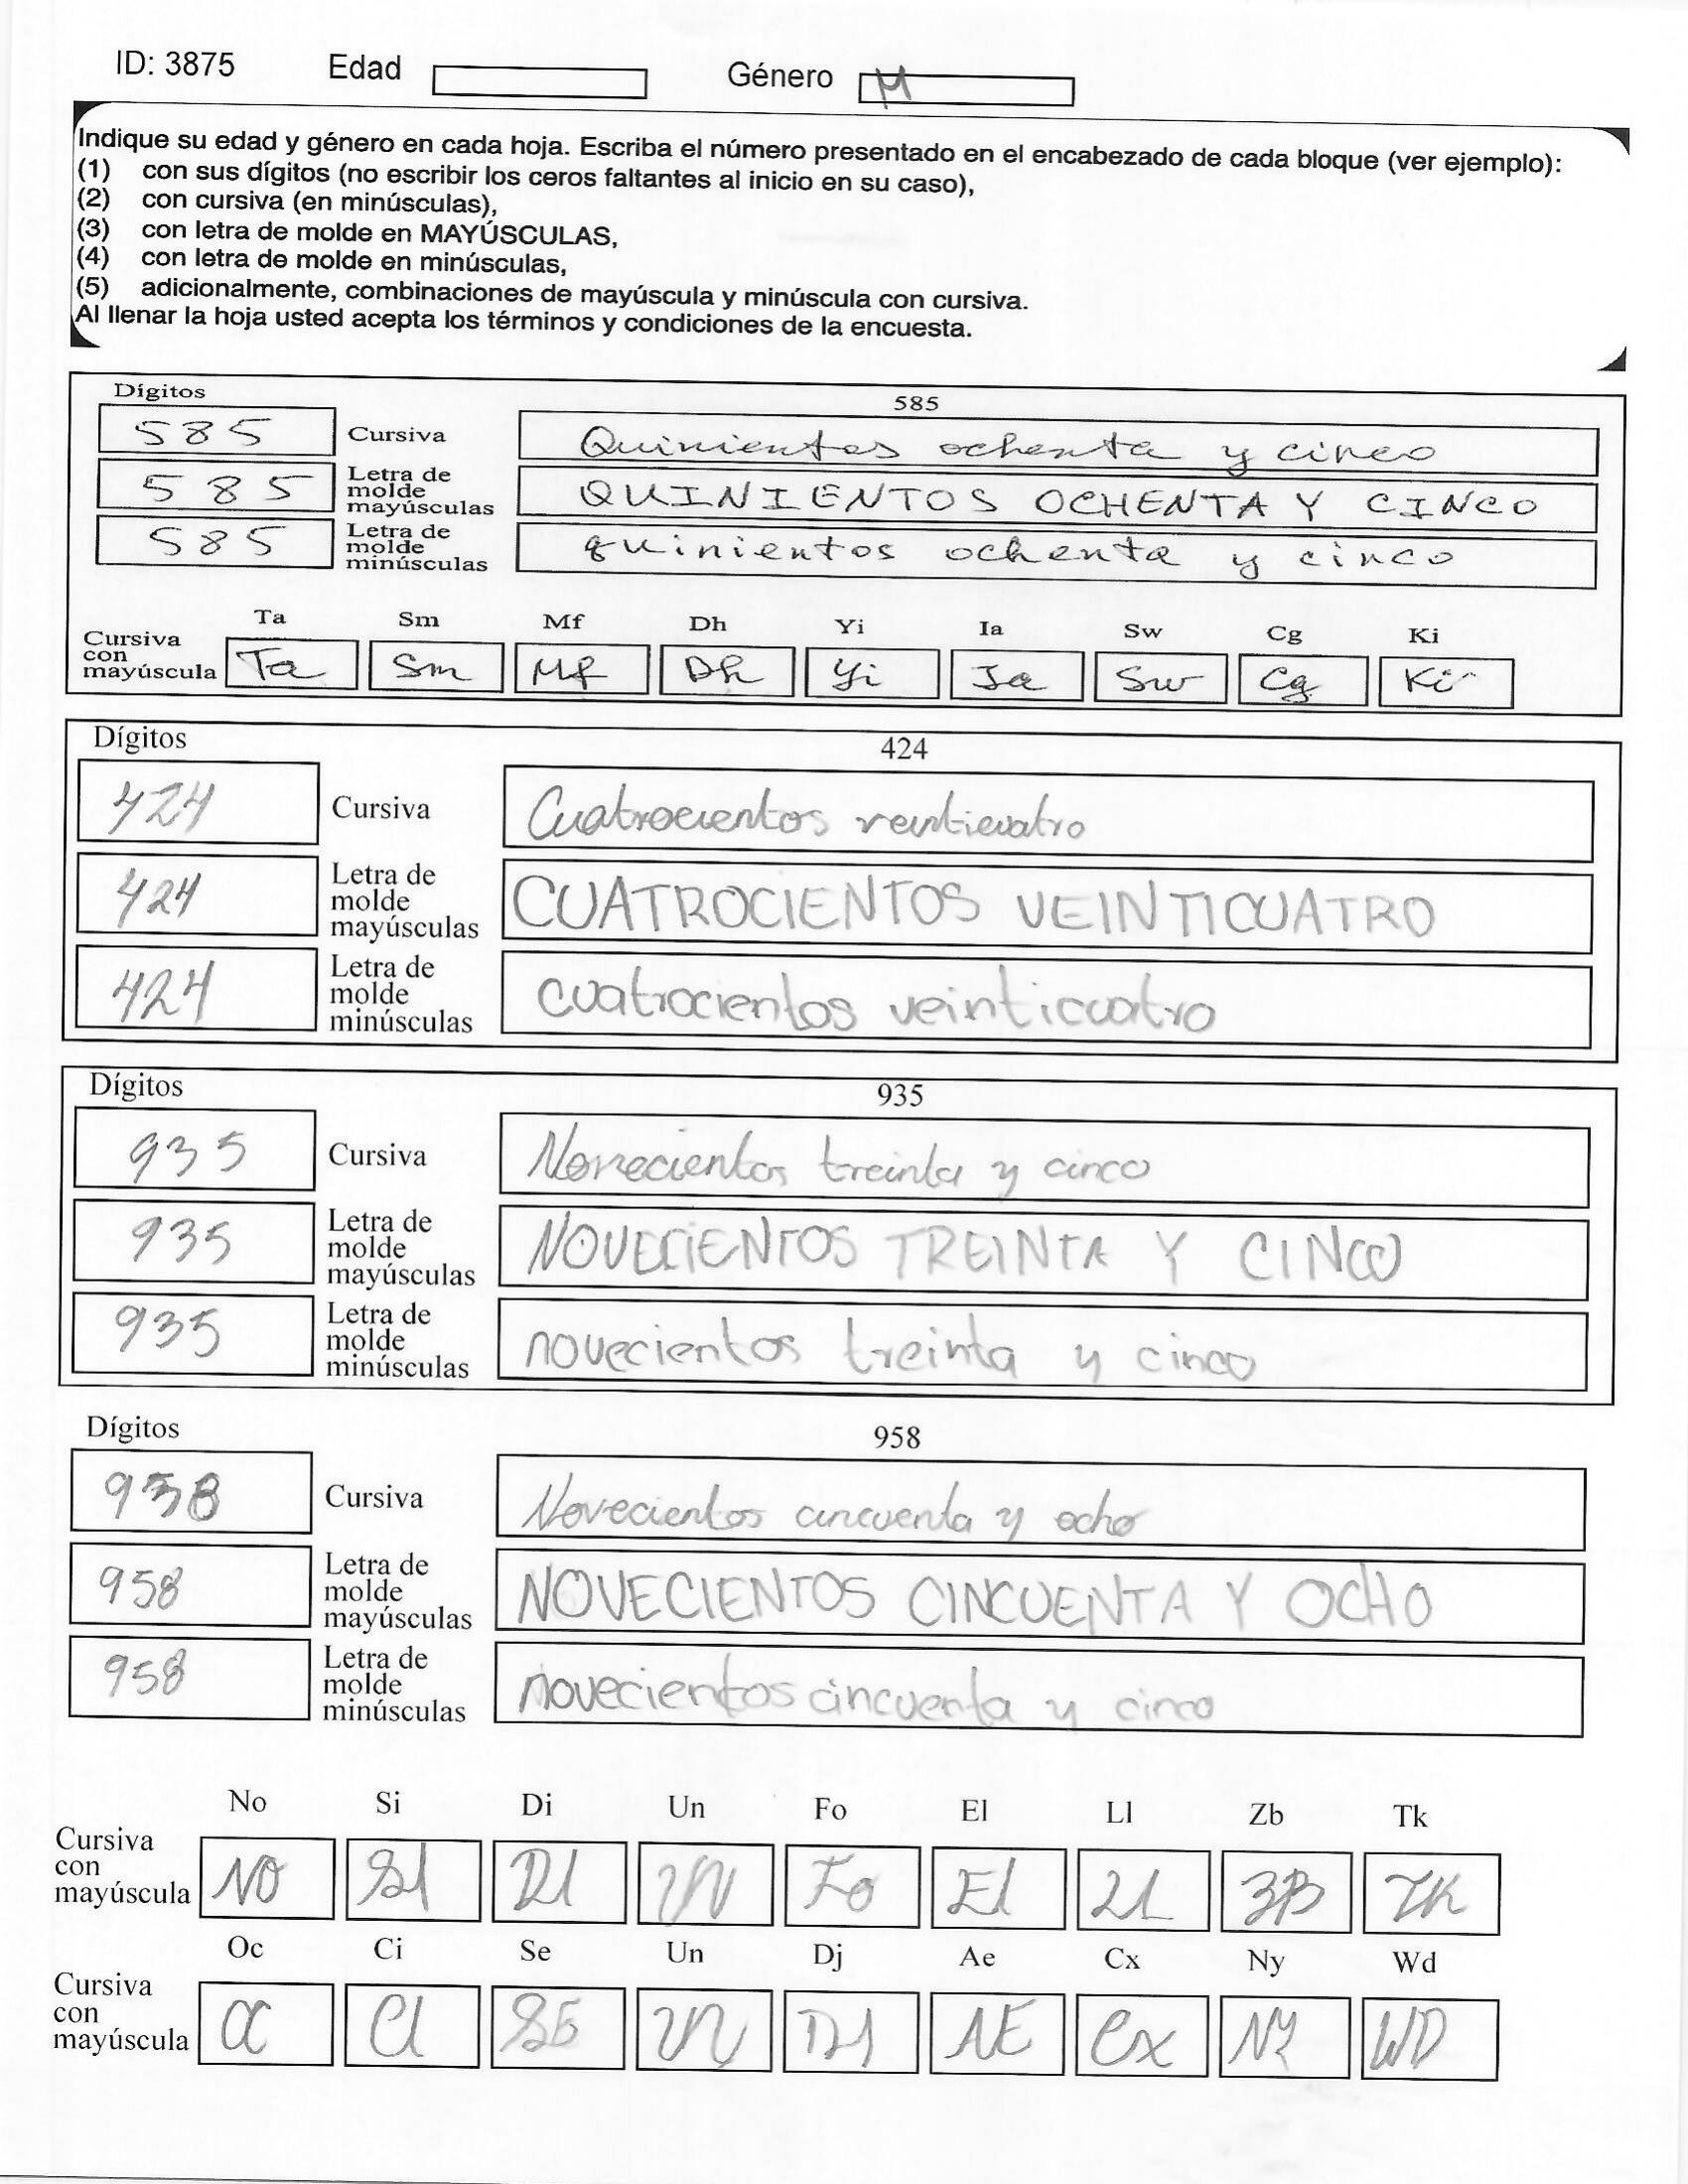 ID: 3875 Edad Género M
Indique su edad y género en cada hoja. Escriba el número presentado en el encabezado de cada bloque (ver ejemplo):
(1) con sus dígitos (no escribir los ceros faltantes al inicio en su caso),
(2) con cursiva (en minúsculas),
(3) con letra de molde en MAYÚSCULAS,
(4) con letra de molde en minúsculas,
(5) adicionalmente, combinaciones de mayúscula y minúscula con cursiva.
Al llenar la hoja usted acepta los términos y condiciones de la encuesta.
Dígitos 585
585 Cursiva Quinientos ochenta y cinco
585 Letra de molde mayúsculas QUINIENTOS OCHENTA Y CINCO
585 Letra de molde minúsculas quinientos ochenta y cinco
Ta Sm Mf Dh Yi Ia Sw Cg Ki
Cursiva con mayúscula Ta Sm Mf Dh Yi Ia Sw Cg Ki
Dígitos 424
424 Cursiva Cuatrocientos veinticuatro
424 Letra de molde mayúsculas CUATROCIENTOS VEINTICUATRO
424 Letra de molde minúsculas cuatrocientos veinticuatro
Dígitos 935
935 Cursiva Novecientos treinta y cinco
935 Letra de molde mayúsculas NOVECIENTOS TREINTA Y CINCO
935 Letra de molde minúsculas novecientos treinta y cinco
Dígitos 958
958 Cursiva Novecientos cincuenta y ocho
958 Letra de molde mayúsculas NOVECIENTOS CINCUENTA Y OCHO
958 Letra de molde minúsculas novecientos cincuenta y cinco
No Si Di Un Fo El Ll Zb Tk
Cursiva con mayúscula NO SI DI UN Fo El LL ZB TK
Oc Ci Se Un Dj Ae Cx Ny Wd
Cursiva con mayúscula OC CI SE UN DJ AE Cx NY WD